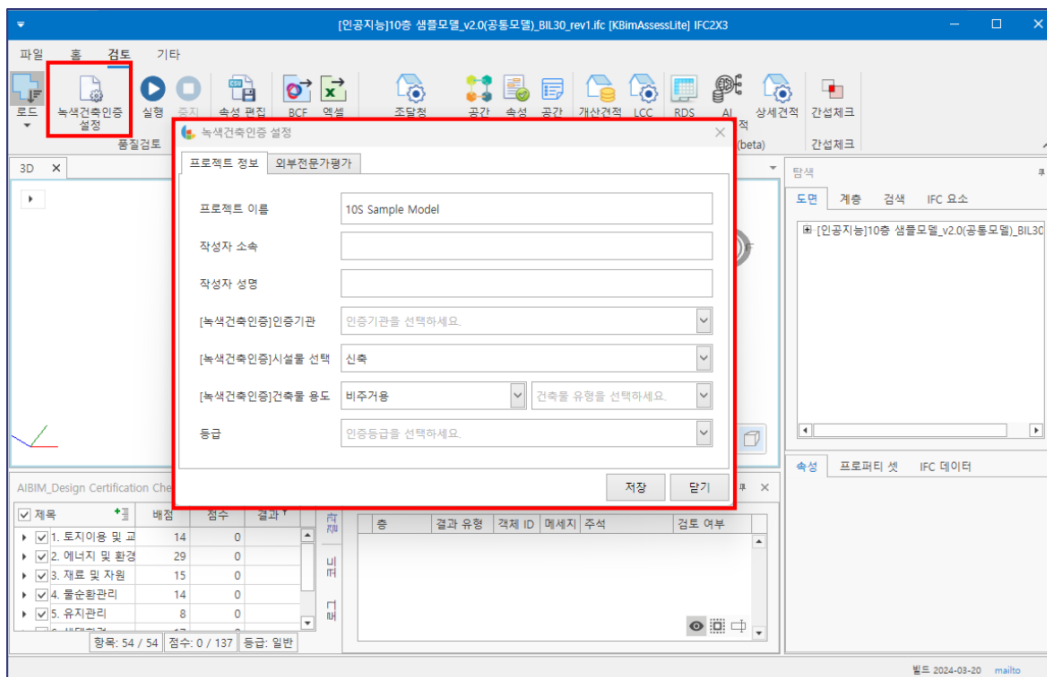 [인공지능]10층 샘플모델_v2.0(공통모델)_BIL30_rev1.ifc [KBimAssessLite] IFC2X3
파일 홈 검토 기타
로드 녹색건축인증 설정 실행 중지 속성 편집 BCF 엑셀 조달청 공간 속성 공간 개산견적 LCC RDS AI 적 상세견적 간섭체크
품질검토 (beta) 간섭체크
녹색건축인증 설정
프로젝트 정보 외부전문가평가
프로젝트 이름 10S Sample Model
작성자 소속
작성자 성명
[녹색건축인증]인증기관 인증기관을 선택하세요.
[녹색건축인증]시설물 선택 신축
[녹색건축인증]건축물 용도 비주거용 건축물 유형을 선택하세요.
등급 인증등급을 선택하세요.
저장 닫기
3D
탐색
도면 계층 검색 IFC 요소
[인공지능]10층 샘플모델_v2.0(공통모델)_BIL30
속성 프로퍼티 셋 IFC 데이터
AIBIM_Design Certification Che
제목 배점 점수 결과
1. 토지이용 및 교 14 0
2. 에너지 및 환경 29 0
3. 재료 및 자원 15 0
4. 물순환관리 14 0
5. 유지관리 8 0
항목: 54 / 54 점수: 0 / 137 등급: 일반
층 결과 유형 객체 ID 메세지 주석 검토 여부
빌드 2024-03-20 mailto